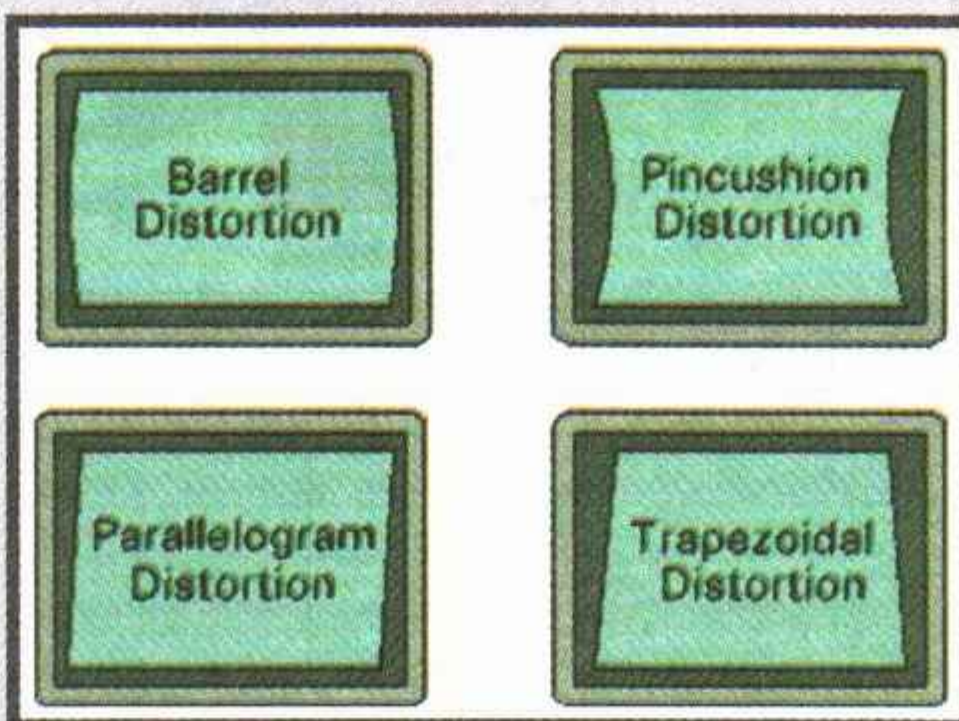 Barrel
Distortion
Pincushion
Distortion
Parallelogram
Distortion
Trapezoidal
Distortion